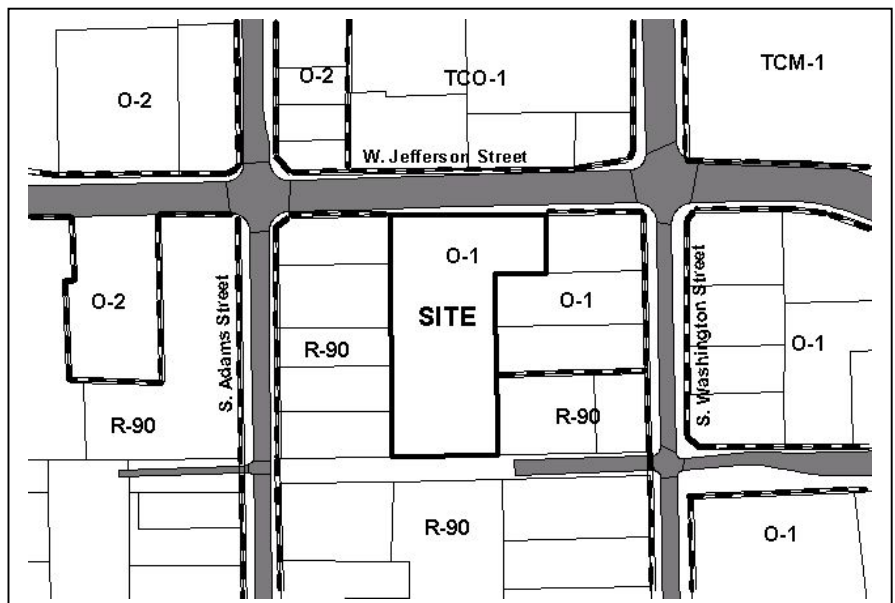 TCM-1
TCO-1
O-2
O-2
W. Jefferson Street
O-1
O-2
S. Adams Street
SITE
O-1
S. Washington Street
O-1
R-90
R-90
R-90
R-90
O-1